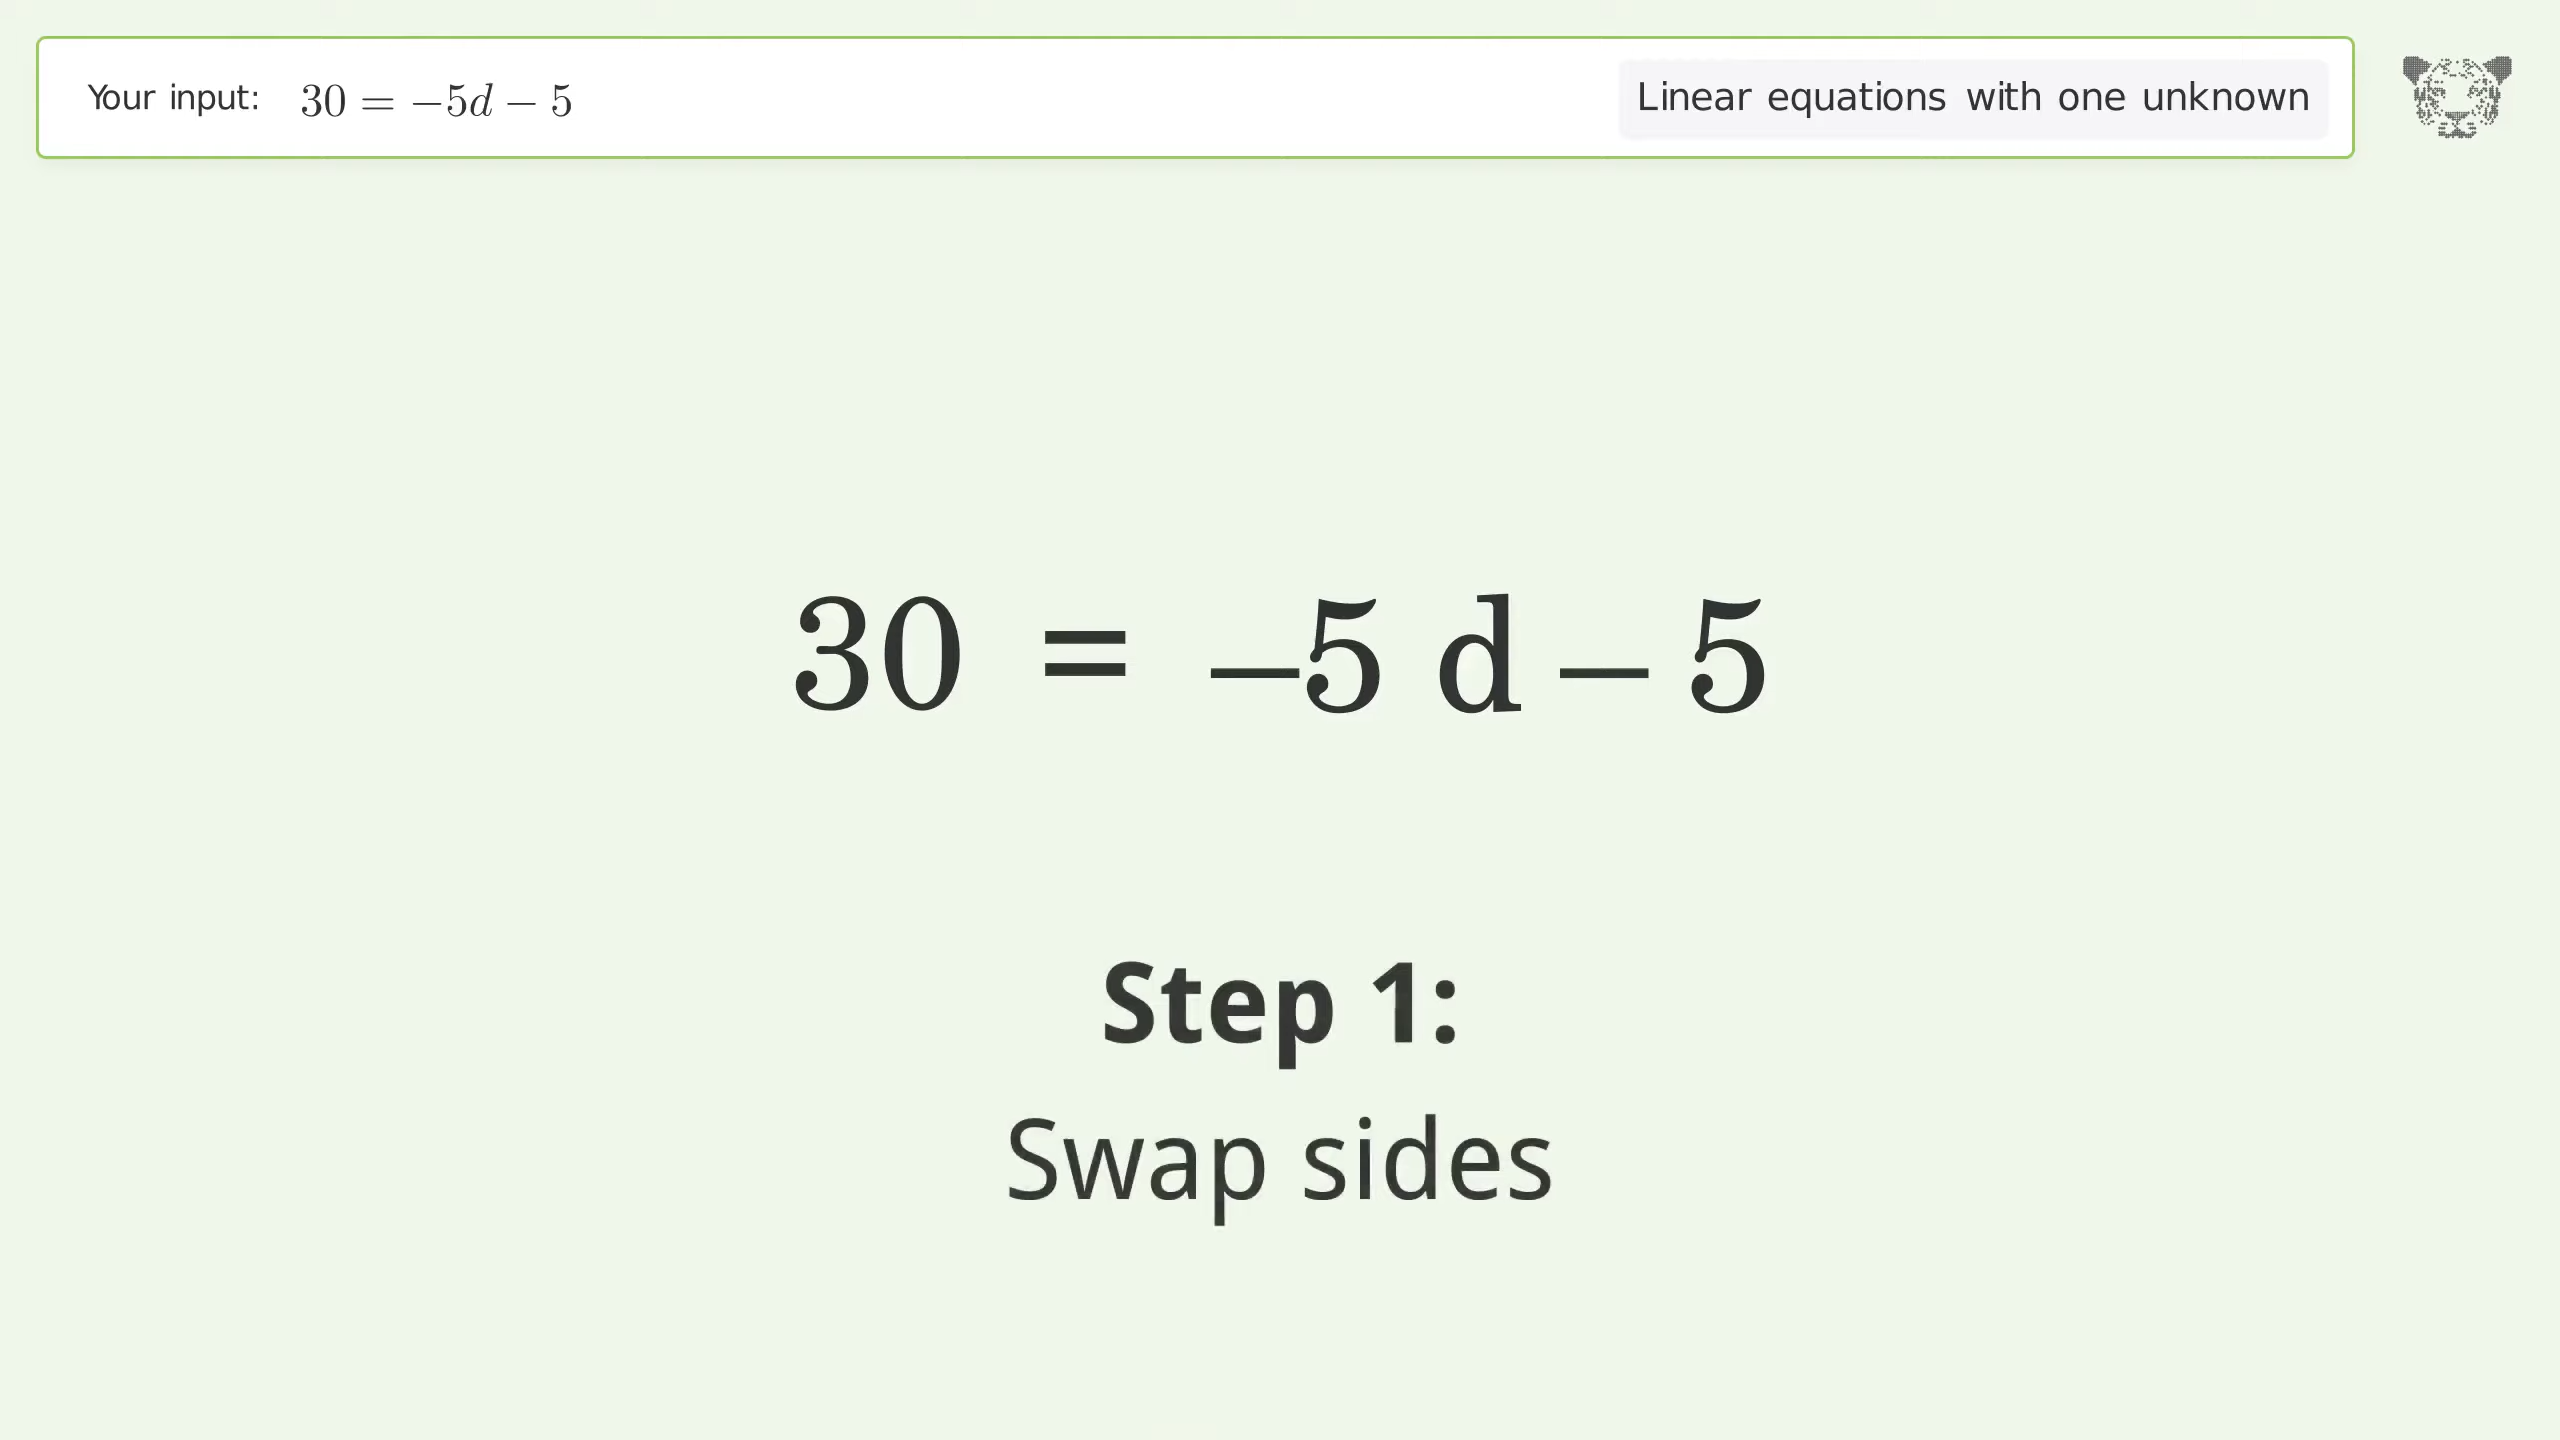 Your input: 30 = −5d − 5
Linear equations with one unknown
30 = −5 d − 5
Step 1:
Swap sides